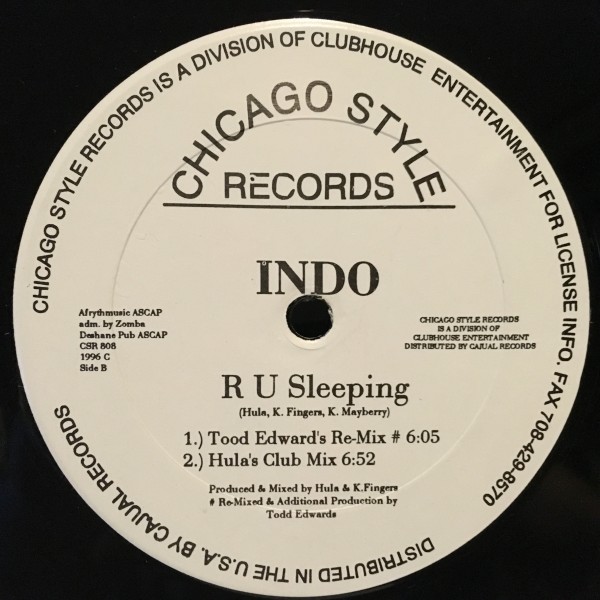 CHICAGO STYLE RECORDS IS A DIVISION OF CLUBHOUSE ENTERTAINMENT FOR LICENSE INFO. FAX 708-429-8570
CHICAGO STYLE
RECORDS
INDO
Afrythmusic ASCAP
adm. by Zomba
Deshane Pub ASCAP
CSR 808
1996 C
Side B
CHICAGO STYLE RECORDS
IS A DIVISION OF
CLUBHOUSE ENTERTAINMENT
DISTRIBUTED BY CAJUAL RECORDS
R U Sleeping
(Hula, K. Fingers, K. Mayberry)
1.) Tood Edward's Re-Mix # 6:05
2.) Hula's Club Mix 6:52
Produced & Mixed by Hula & K.Fingers
# Re-Mixed & Additional Production by
Todd Edwards
DISTRIBUTED IN THE U.S.A. BY CAJUAL RECORDS